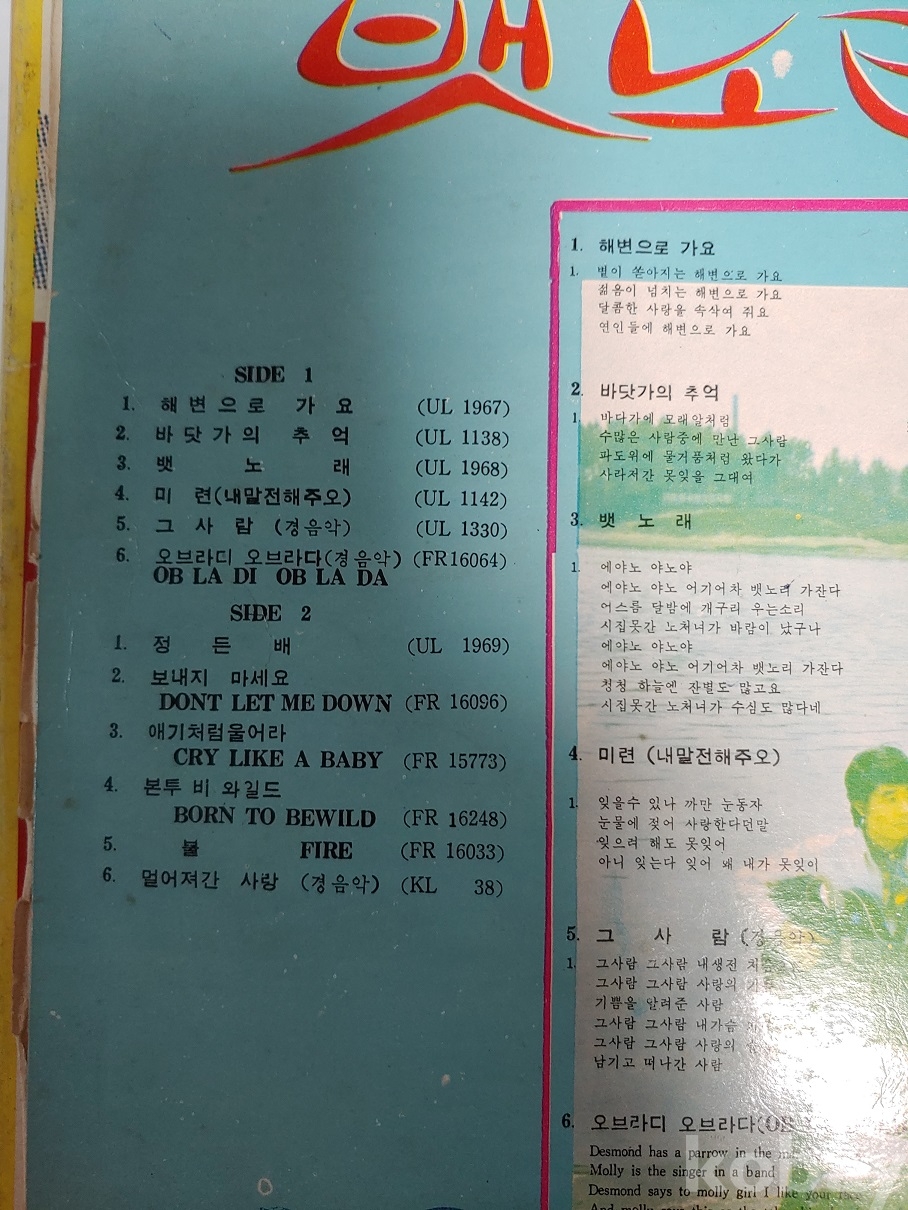 뱃노래
SIDE 1
1. 해변으로 가요 (UL 1967)
2. 바닷가의 추억 (UL 1138)
3. 뱃노래 (UL 1968)
4. 미련(내말전해주오) (UL 1142)
5. 그사람 (경음악) (UL 1330)
6. 오브라디 오브라다(경음악) (FR16064)
OB LA DI OB LA DA
SIDE 2
1. 정든배 (UL 1969)
2. 보내지 마세요
DONT LET ME DOWN (FR 16096)
3. 애기처럼울어라
CRY LIKE A BABY (FR 15773)
4. 본투 비 와일드
BORN TO BEWILD (FR 16248)
5. 불 FIRE (FR 16033)
6. 멀어져간 사랑 (경음악) (KL 38)
1. 해변으로 가요
1. 별이 쏟아지는 해변으로 가요
젊음이 넘치는 해변으로 가요
달콤한 사랑을 속삭여 줘요
연인들에 해변으로 가요
2. 바닷가의 추억
1. 바다가에 모래알처럼
수많은 사람중에 만난 그사람
파도위에 물거품처럼 왔다가
사라져간 못잊을 그대여
3. 뱃노래
1. 에야노 야노야
에야노 야노 어기어차 뱃노리 가잔다
어스름 달밤에 개구리 우는소리
시집못간 노처녀가 바람이 났구나
에야노 야노야
에야노 야노 어기어차 뱃노리 가잔다
청청 하늘엔 잔별도 많고요
시집못간 노처녀가 수심도 많다네
4. 미련 (내말전해주오)
1. 잊을수 있나 까만 눈동자
눈물에 젖어 사랑한다던말
잊으려 해도 못잊어
아니 잊는다 잊어 왜 내가 못잊이
5. 그사람 (경음악)
1. 그사람 그사람 내생전
그사람 그사람 사랑의
기쁨을 알려준 사람
그사람 그사람 내가슴
그사람 그사람 사랑의
남기고 떠나간 사람
6. 오브라디 오브라다(OB
Desmond has a parrow in the
Molly is the singer in a band
Desmond says to molly girl I like your face